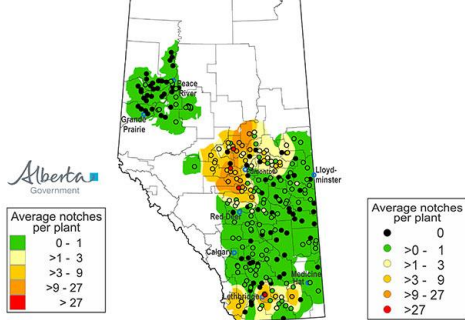 Peace
River
Grande
Prairie
Lloyd-
minster
Red Deer
Calgary
Medicine
Hat
Lethbridge
Alberta
Government
Average notches
per plant
0 - 1
>1 - 3
>3 - 9
>9 - 27
> 27
Average notches
per plant
0
>0 - 1
>1 - 3
>3 - 9
>9 - 27
>27